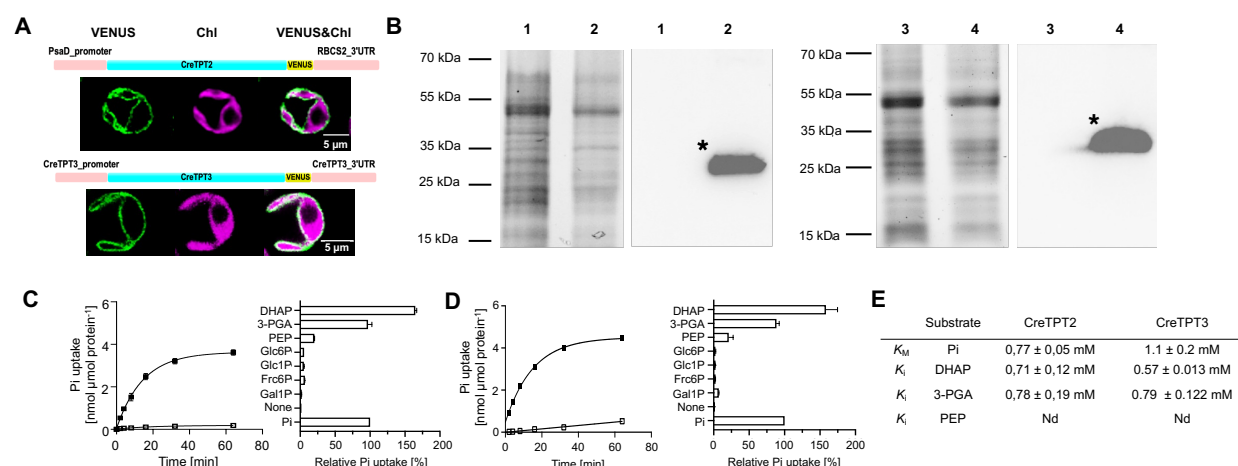 A
VENUS Chl VENUS&Chl
PsaD_promoter RBCS2_3'UTR
CreTPT2 VENUS
5 µm
CreTPT3_promoter CreTPT3_3'UTR
CreTPT3 VENUS
5 µm
B
1 2 1 2
70 kDa
55 kDa
35 kDa
*
25 kDa
15 kDa
3 4 3 4
70 kDa
55 kDa
35 kDa
*
25 kDa
15 kDa
C
Pi uptake
[nmol µmol protein⁻¹]
6
4
2
0
0 20 40 60 80
Time [min]
DHAP
3-PGA
PEP
Glc6P
Glc1P
Frc6P
Gal1P
None
Pi
0 50 100 150 200
Relative Pi uptake [%]
D
Pi uptake
[nmol µmol protein⁻¹]
6
4
2
0
0 20 40 60 80
Time [min]
DHAP
3-PGA
PEP
Glc6P
Glc1P
Frc6P
Gal1P
None
Pi
0 50 100 150 200
Relative Pi uptake [%]
E
Substrate CreTPT2 CreTPT3
KM Pi 0,77 ± 0,05 mM 1.1 ± 0.2 mM
Ki DHAP 0,71 ± 0,12 mM 0.57 ± 0.013 mM
Ki 3-PGA 0,78 ± 0,19 mM 0.79 ± 0.122 mM
Ki PEP Nd Nd